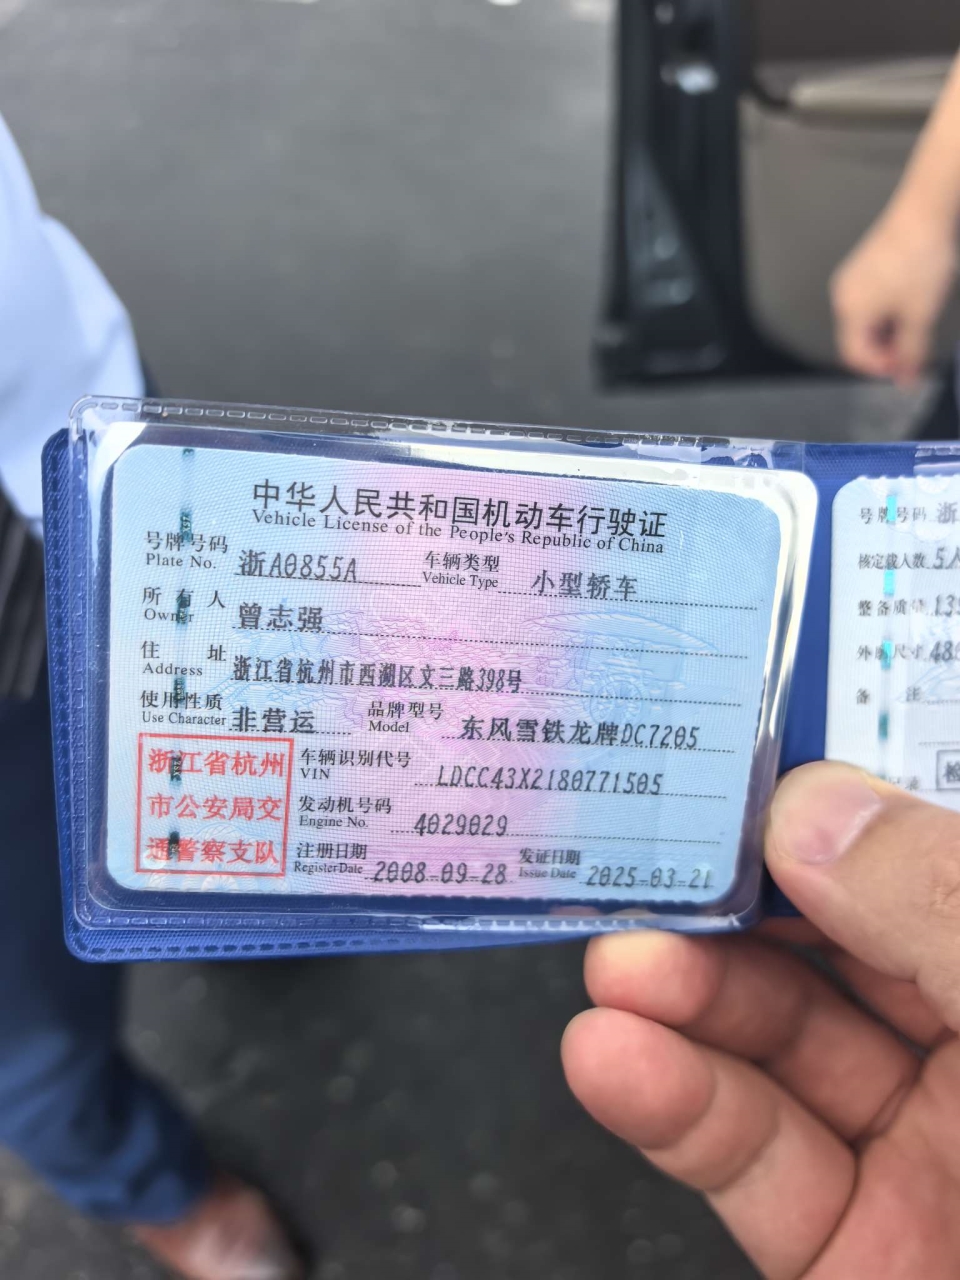 中华人民共和国机动车行驶证
Vehicle License of the People's Republic of China
号牌号码 浙A0855A 车辆类型 小型轿车
Plate No. Vehicle Type
所有人 曾志强
Owner
住址 浙江省杭州市西湖区文三路398号
Address
使用性质 非营运 品牌型号 东风雪铁龙牌DC7205
Use Character Model
浙江省杭州
市公安局交
通警察支队
车辆识别代号 LDCC43X2180771505
VIN
发动机号码 4029029
Engine No.
注册日期 2008-09-28 发证日期 2025-03-21
Register Date Issue Date
号牌号码 浙
核定载人数 5人
整备质量
外廓尺寸
备注
记录